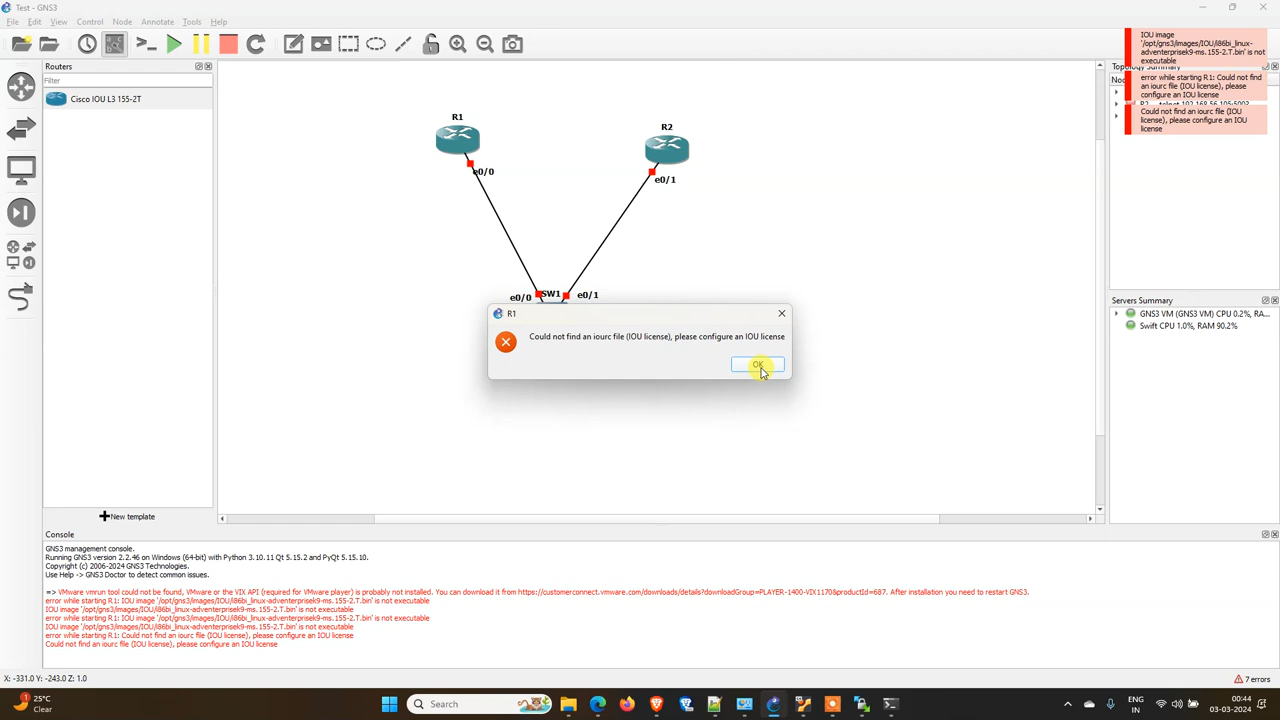 Test - GNS3
File Edit View Control Node Annotate Tools Help
Routers
Filter
Cisco IOU L3 155-2T
New template
R1
R2
e0/0
e0/1
SW1
e0/0
e0/1
R1
Could not find an iourc file (IOU license), please configure an IOU license
OK
IOU image
'/opt/gns3/images/IOU/i86bi_linux-
adventerprisek9-ms.155-2.T.bin' is not
executable
Topology Summary
error while starting R1: Could not find
an iourc file (IOU license), please
configure an IOU license
R2 telnet 192.168.56.105:5003
Could not find an iourc file (IOU
license), please configure an IOU
license
Servers Summary
GNS3 VM (GNS3 VM) CPU 0.2%, RA...
Swift CPU 1.0%, RAM 90.2%
Console
GNS3 management console.
Running GNS3 version 2.2.46 on Windows (64-bit) with Python 3.10.11 Qt 5.15.2 and PyQt 5.15.10.
Copyright (c) 2006-2024 GNS3 Technologies.
Use Help -> GNS3 Doctor to detect common issues.
=> VMware vmrun tool could not be found, VMware or the VIX API (required for VMware player) is probably not installed. You can download it from https://customerconnect.vmware.com/downloads/details?downloadGroup=PLAYER-1400-VIX1170&productId=687. After installation you need to restart GNS3.
error while starting R1: IOU image '/opt/gns3/images/IOU/i86bi_linux-adventerprisek9-ms.155-2.T.bin' is not executable
IOU image '/opt/gns3/images/IOU/i86bi_linux-adventerprisek9-ms.155-2.T.bin' is not executable
error while starting R1: IOU image '/opt/gns3/images/IOU/i86bi_linux-adventerprisek9-ms.155-2.T.bin' is not executable
IOU image '/opt/gns3/images/IOU/i86bi_linux-adventerprisek9-ms.155-2.T.bin' is not executable
error while starting R1: Could not find an iourc file (IOU license), please configure an IOU license
Could not find an iourc file (IOU license), please configure an IOU license
X: -331.0 Y: -243.0 Z: 1.0
7 errors
25°C
Clear
Search
ENG
IN
00:44
03-03-2024